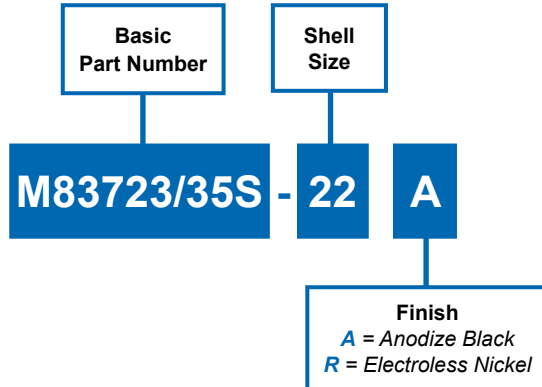 Basic
Part Number
Shell
Size
M83723/35S - 22 A
Finish
A = Anodize Black
R = Electroless Nickel